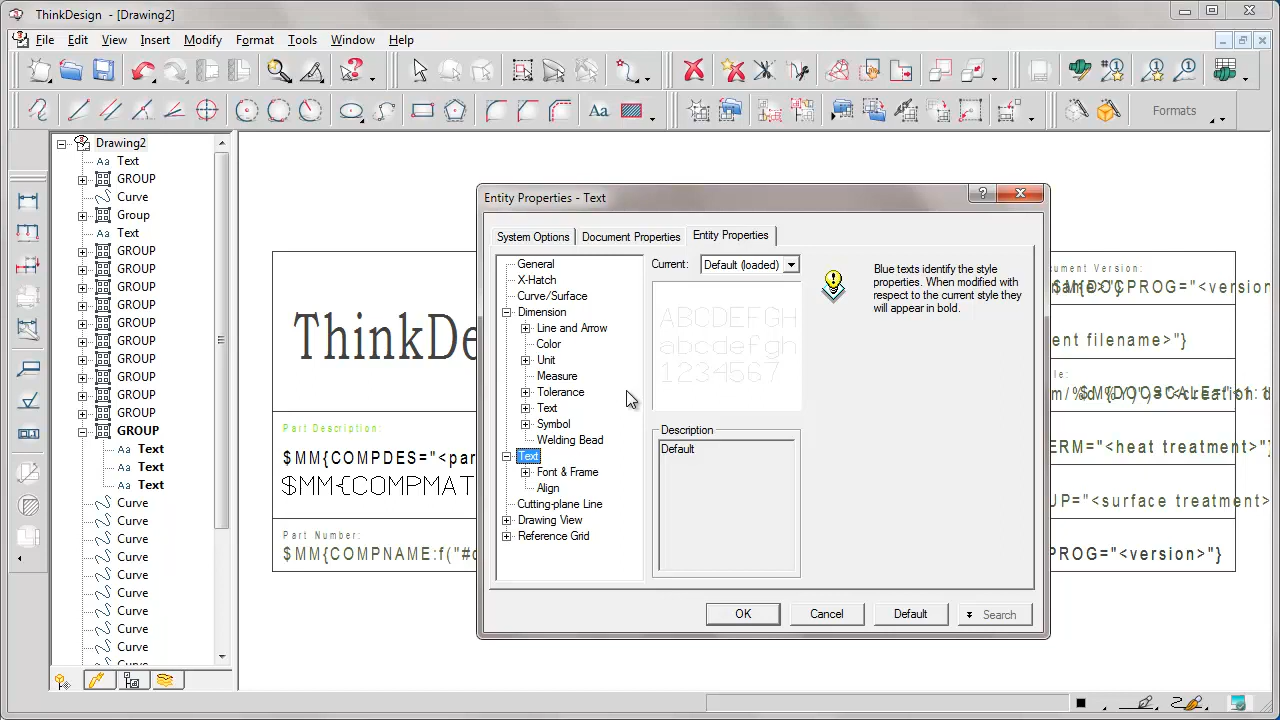 ThinkDesign - [Drawing2]
File Edit View Insert Modify Format Tools Window Help
Formats
Drawing2
Text
GROUP
Curve
Group
Text
GROUP
GROUP
GROUP
GROUP
GROUP
GROUP
GROUP
GROUP
GROUP
GROUP
GROUP
Text
Text
Text
Curve
Curve
Curve
Curve
Curve
Curve
Curve
Curve
Curve
Curve
ThinkDe
Part Description:
$MM{COMPDES="<par
$MM{COMPMAT
Part Number:
$MM{COMPNAME:f("#d
Entity Properties - Text
System Options
Document Properties
Entity Properties
General
X-Hatch
Curve/Surface
Dimension
Line and Arrow
Color
Unit
Measure
Tolerance
Text
Symbol
Welding Bead
Text
Font & Frame
Align
Cutting-plane Line
Drawing View
Reference Grid
Current:
Default (loaded)
ABCDEFGH
abcdefgh
1234567
Description
Default
Blue texts identify the style
properties. When modified with
respect to the current style they
will appear in bold.
OK
Cancel
Default
Search
cument Version:
$M{DOCPROG="<version
ent filename>"}
ERM="<heat treatment>"}
UP="<surface treatment>
PROG="<version>"}